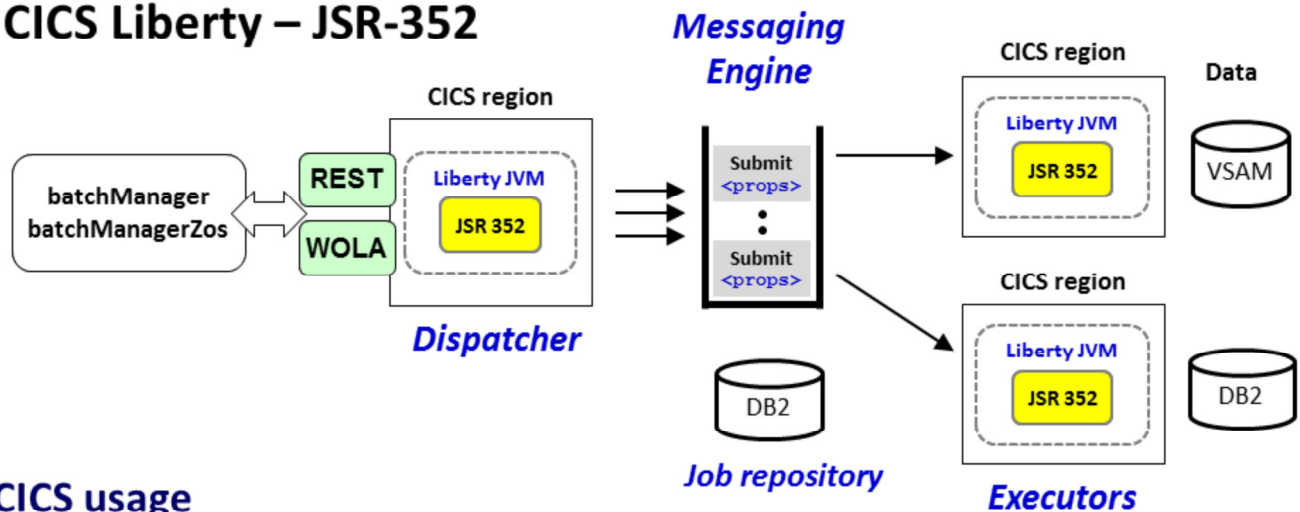 CICS Liberty – JSR-352
Messaging
Engine
CICS region
Data
CICS region
Liberty JVM
JSR 352
VSAM
batchManager
batchManagerZos
REST
WOLA
Liberty JVM
JSR 352
Submit
<props>
Submit
<props>
Dispatcher
CICS region
Liberty JVM
JSR 352
DB2
DB2
Job repository
Executors
CICS usage